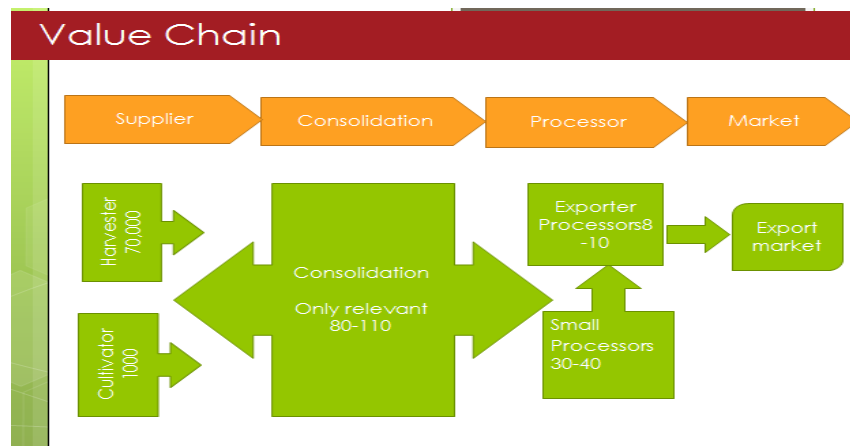 Value Chain
Supplier
Consolidation
Processor
Market
Harvester
70,000
Cultivator
1000
Consolidation
Only relevant
80-110
Exporter
Processors8
-10
Small
Processors
30-40
Export
market